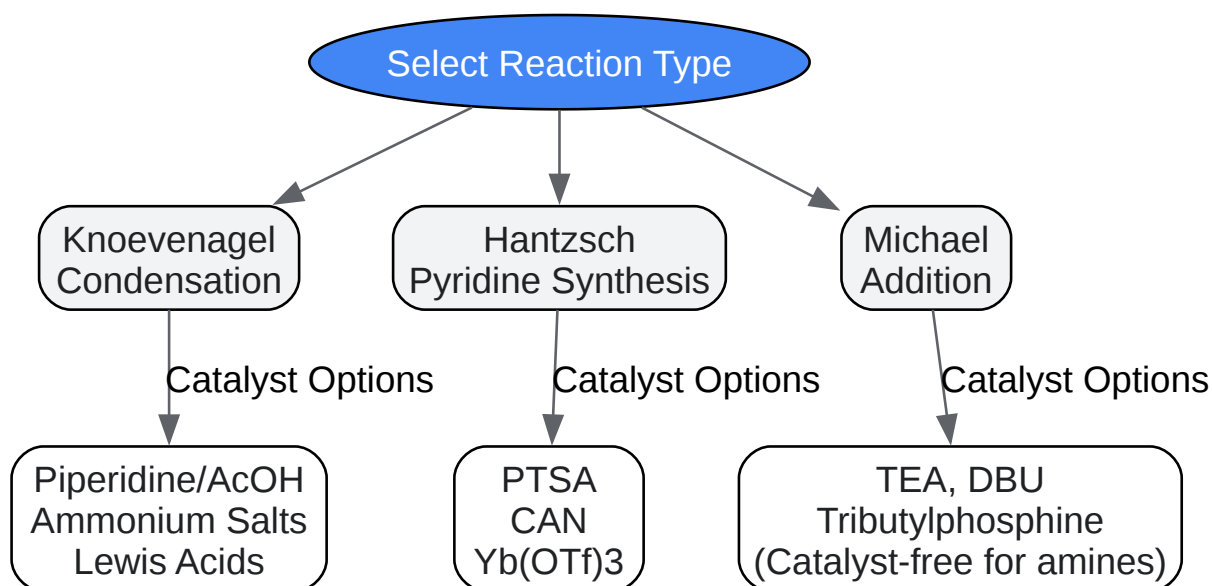 Select Reaction Type
Knoevenagel
Condensation
Hantzsch
Pyridine Synthesis
Michael
Addition
Catalyst Options
Catalyst Options
Catalyst Options
Piperidine/AcOH
Ammonium Salts
Lewis Acids
PTSA
CAN
Yb(OTf)3
TEA, DBU
Tributylphosphine
(Catalyst-free for amines)